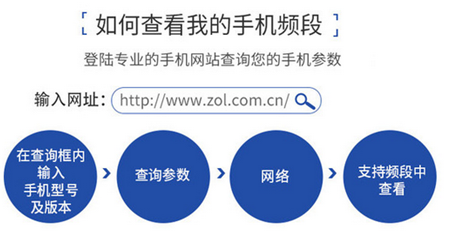 如何查看我的手机频段
登陆专业的手机网站查询您的手机参数
输入网址: http://www.zol.com.cn/
在查询框内
输入
手机型号
及版本
查询参数
网络
支持频段中
查看